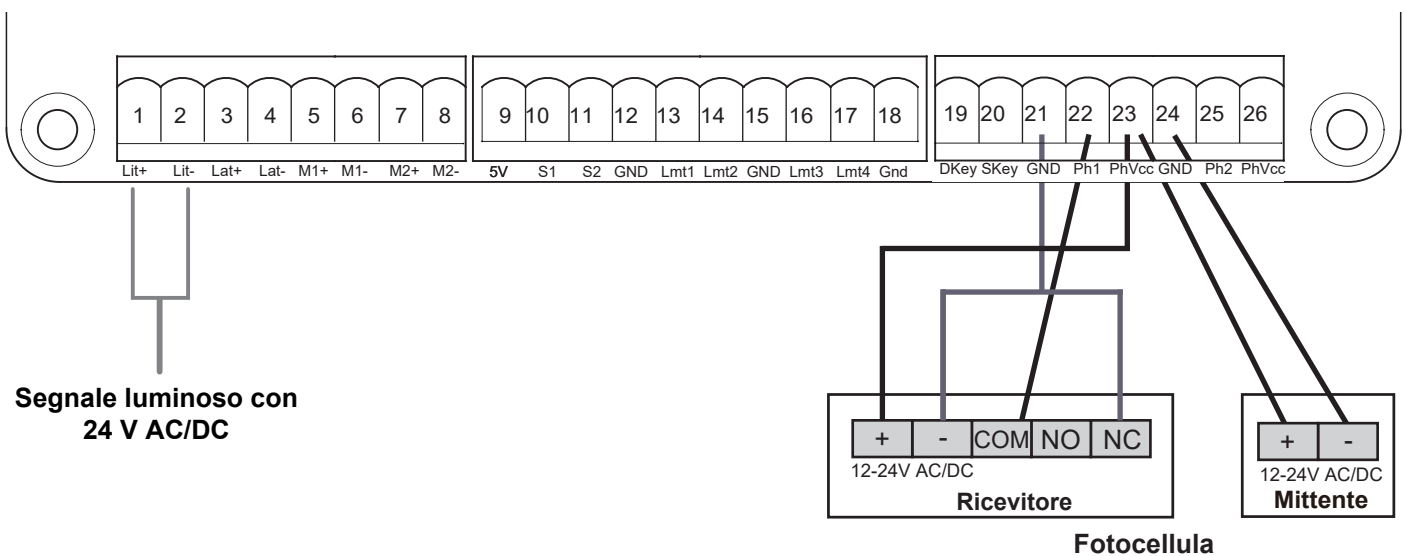 1 2 3 4 5 6 7 8 9 10 11 12 13 14 15 16 17 18 19 20 21 22 23 24 25 26
Lit+ Lit- Lat+ Lat- M1+ M1- M2+ M2- 5V S1 S2 GND Lmt1 Lmt2 GND Lmt3 Lmt4 Gnd DKey SKey GND Ph1 PhVcc GND Ph2 PhVcc
Segnale luminoso con
24 V AC/DC
+ - COM NO NC
12-24V AC/DC
Ricevitore
+ -
12-24V AC/DC
Mittente
Fotocellula